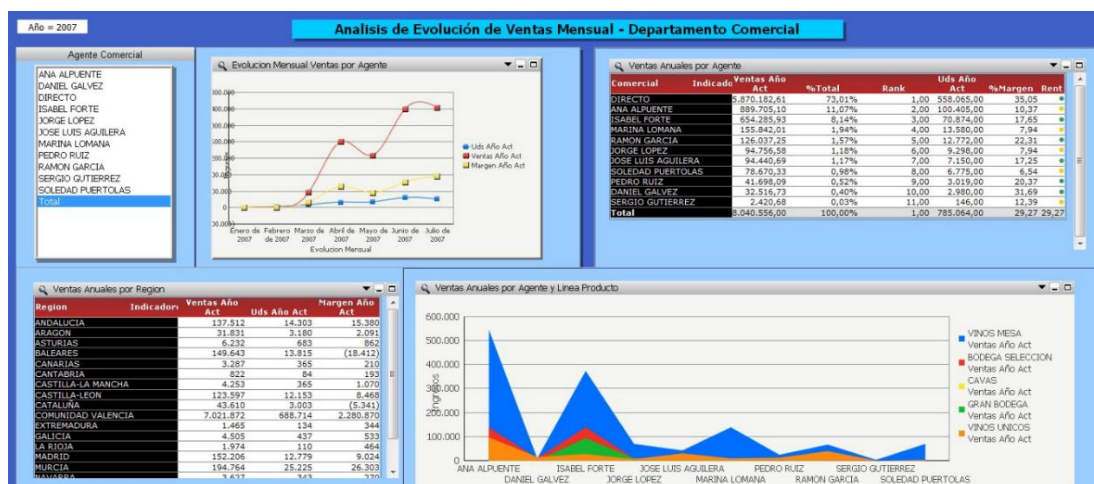 Año = 2007
Analisis de Evolución de Ventas Mensual - Departamento Comercial
Agente Comercial
ANA ALPUENTE
DANIEL GALVEZ
DIRECTO
ISABEL FORTE
JORGE LOPEZ
JOSE LUIS AGUILERA
MARINA LOMANA
PEDRO RUIZ
RAMON GARCIA
SERGIO GUTIERREZ
SOLEDAD PUERTOLAS
Total
Evolucion Mensual Ventas por Agente
Uds Año Act
Ventas Año Act
Margen Año Act
Enero de 2007
Febrero de 2007
Marzo de 2007
Abril de 2007
Mayo de 2007
Junio de 2007
Julio de 2007
Evolucion Mensual
Ventas Anuales por Agente
Comercial Indicado Ventas Año Act %Total Rank Uds Año Act %Margen Rent
DIRECTO 5.870.182,61 73,01% 1,00 558.065,00 35,05
ANA ALPUENTE 889.705,10 11,07% 2,00 100.405,00 10,37
ISABEL FORTE 654.285,93 8,14% 3,00 70.874,00 17,65
MARINA LOMANA 155.842,01 1,94% 4,00 13.580,00 7,94
RAMON GARCIA 126.037,25 1,57% 5,00 12.772,00 22,31
JORGE LOPEZ 94.756,58 1,18% 6,00 9.298,00 7,94
JOSE LUIS AGUILERA 94.440,69 1,17% 7,00 7.150,00 17,25
SOLEDAD PUERTOLAS 78.670,33 0,98% 8,00 6.775,00 6,54
PEDRO RUIZ 41.698,09 0,52% 9,00 3.019,00 20,37
DANIEL GALVEZ 32.516,73 0,40% 10,00 2.980,00 31,69
SERGIO GUTIERREZ 2.420,68 0,03% 11,00 146,00 12,39
Total 8.040.556,00 100,00% 1,00 785.064,00 29,27 29,27
Ventas Anuales por Region
Region Indicador Ventas Año Act Uds Año Act Margen Año Act
ANDALUCIA 137.512 14.303 15.380
ARAGON 31.831 3.180 2.091
ASTURIAS 6.232 683 862
BALEARES 149.643 13.815 (18.412)
CANARIAS 3.287 365 210
CANTABRIA 822 84 193
CASTILLA-LA MANCHA 4.253 365 1.070
CASTILLA-LEON 123.597 12.153 8.468
CATALUÑA 43.610 3.003 (5.341)
COMUNIDAD VALENCIA 7.021.872 688.714 2.280.870
EXTREMADURA 1.465 134 344
GALICIA 4.505 437 533
LA RIOJA 1.974 110 464
MADRID 152.206 12.779 9.024
MURCIA 194.764 25.225 26.303
NAVARRA 3.627 343 270
Ventas Anuales por Agente y Linea Producto
600.000
500.000
400.000
300.000
200.000
100.000
0
Ingresos
VINOS MESA
Ventas Año Act
BODEGA SELECCION
Ventas Año Act
CAVAS
Ventas Año Act
GRAN BODEGA
Ventas Año Act
VINOS UNICOS
Ventas Año Act
ANA ALPUENTE ISABEL FORTE JOSE LUIS AGUILERA PEDRO RUIZ SERGIO GUTIERREZ
DANIEL GALVEZ JORGE LOPEZ MARINA LOMANA RAMON GARCIA SOLEDAD PUERTOLAS